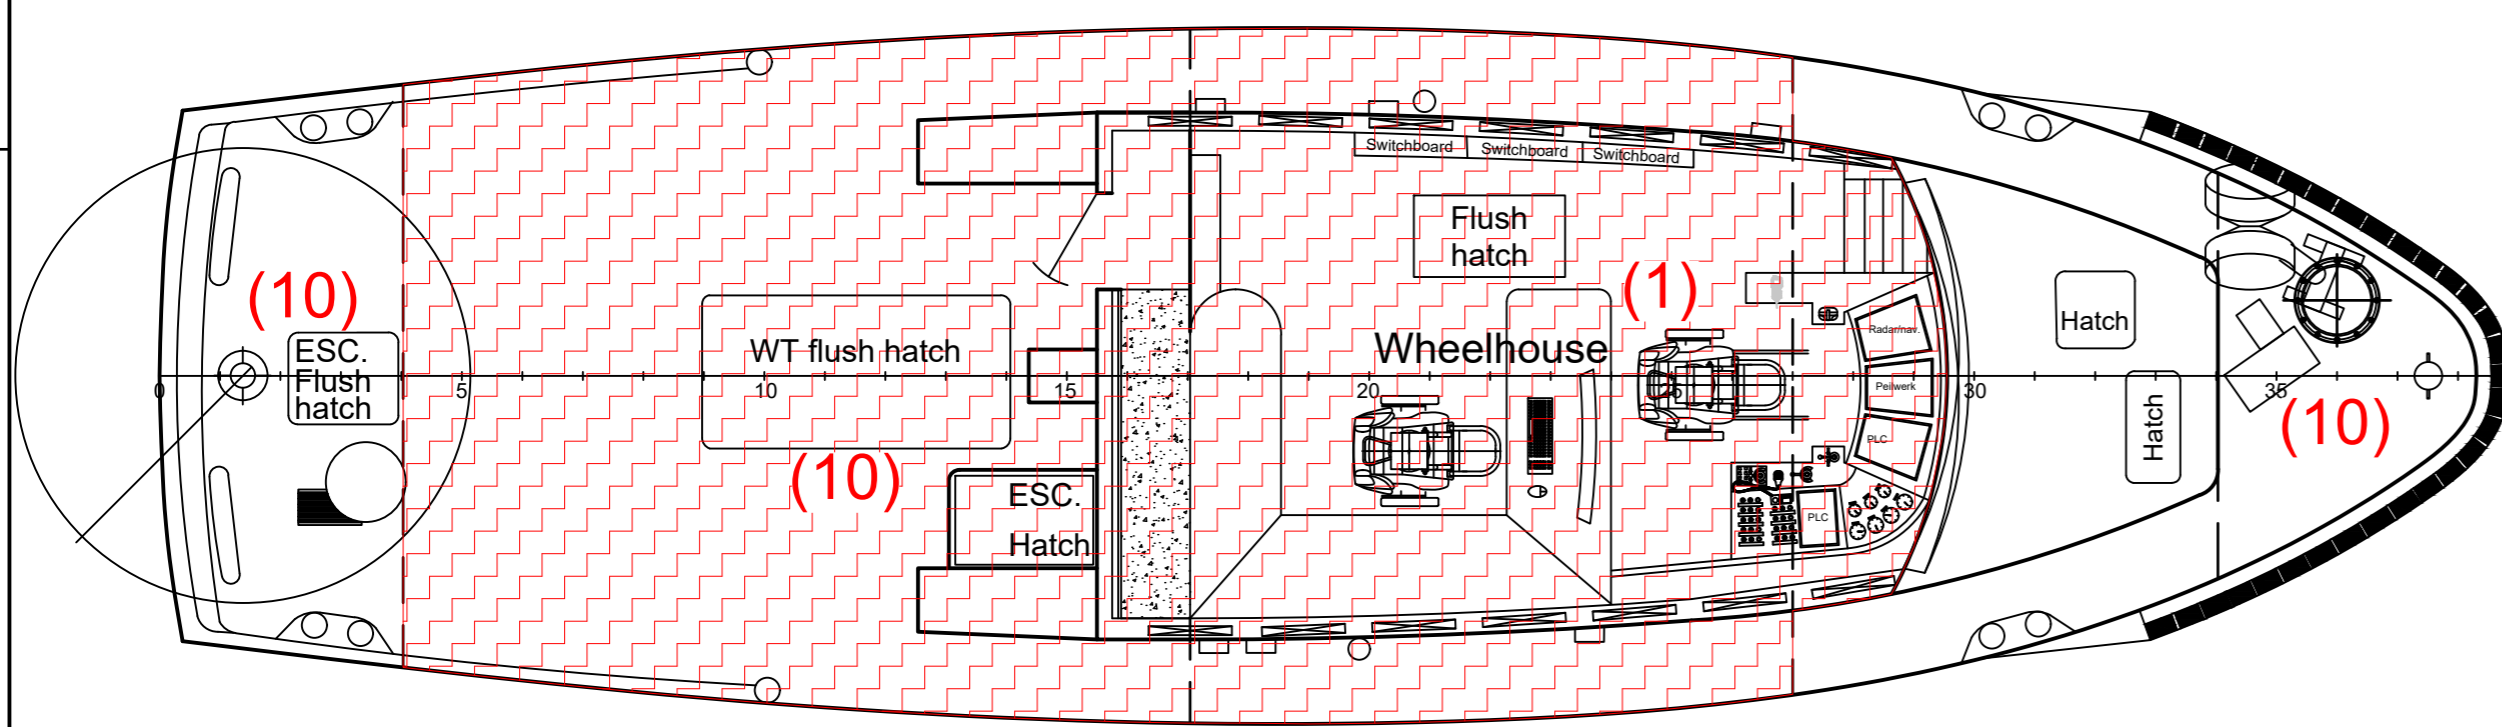 Switchboard
Switchboard
Switchboard
Flush
hatch
(10)
(1)
Radar/nav.
Hatch
ESC.
Flush
hatch
WT flush hatch
Wheelhouse
0
5
10
15
20
25
30
35
Peilwerk
PLC
Hatch
(10)
(10)
ESC.
Hatch
PLC